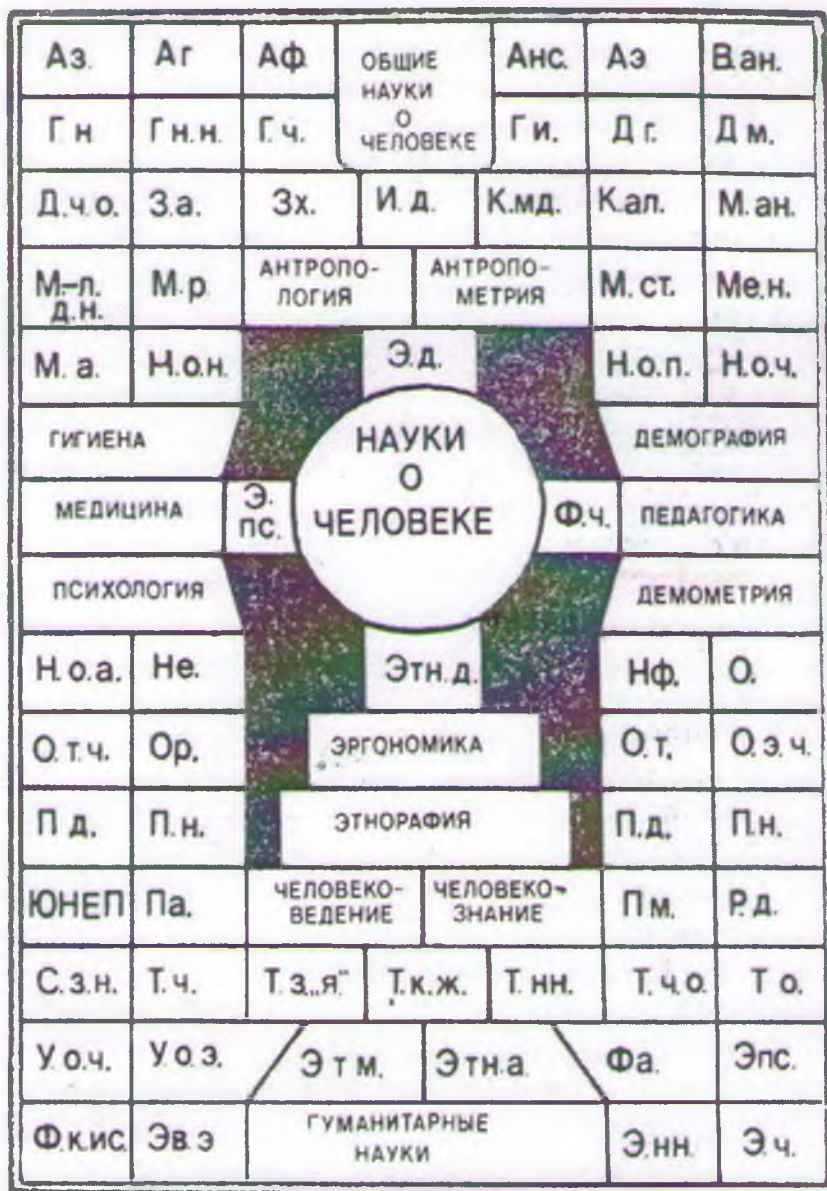 Аз. Аг Аф. ОБЩИЕ НАУКИ О ЧЕЛОВЕКЕ Анс. Аэ В.ан.
Г н Г н.н. Г. ч. Г и. Д г. Д м.
Д.ч о. З.а. Зх. И. д. К.мд. К.ал. М.ан.
М-л. д.н. М.р АНТРОПО-ЛОГИЯ АНТРОПО-МЕТРИЯ М.ст. Ме.н.
М. а. Н.о.н. Э.д. Н.о.п. Н.о.ч.
ГИГИЕНА
НАУКИ
О
ЧЕЛОВЕКЕ
ДЕМОГРАФИЯ
МЕДИЦИНА Э. пс. Ф.ч. ПЕДАГОГИКА
ПСИХОЛОГИЯ ДЕМОМЕТРИЯ
Н.о.а. Не. Этн.д. Нф. О.
О.т.ч. Ор. ЭРГОНОМИКА О.т. О.э.ч
П д. П.н. ЭТНОРАФИЯ П.д. П.н.
ЮНЕП Па. ЧЕЛОВЕКО-ВЕДЕНИЕ ЧЕЛОВЕКО-ЗНАНИЕ П м. Р.д.
С.з.н. Т.ч. Т.з„я" Т.к.ж. Т.нн. Т.ч.о. Т о.
У.о.ч. У.о.з. Э т м. Этн.а. Фа. Эпс.
Ф.к.ис. Эв.э ГУМАНИТАРНЫЕ НАУКИ Э.нн. Э.ч.